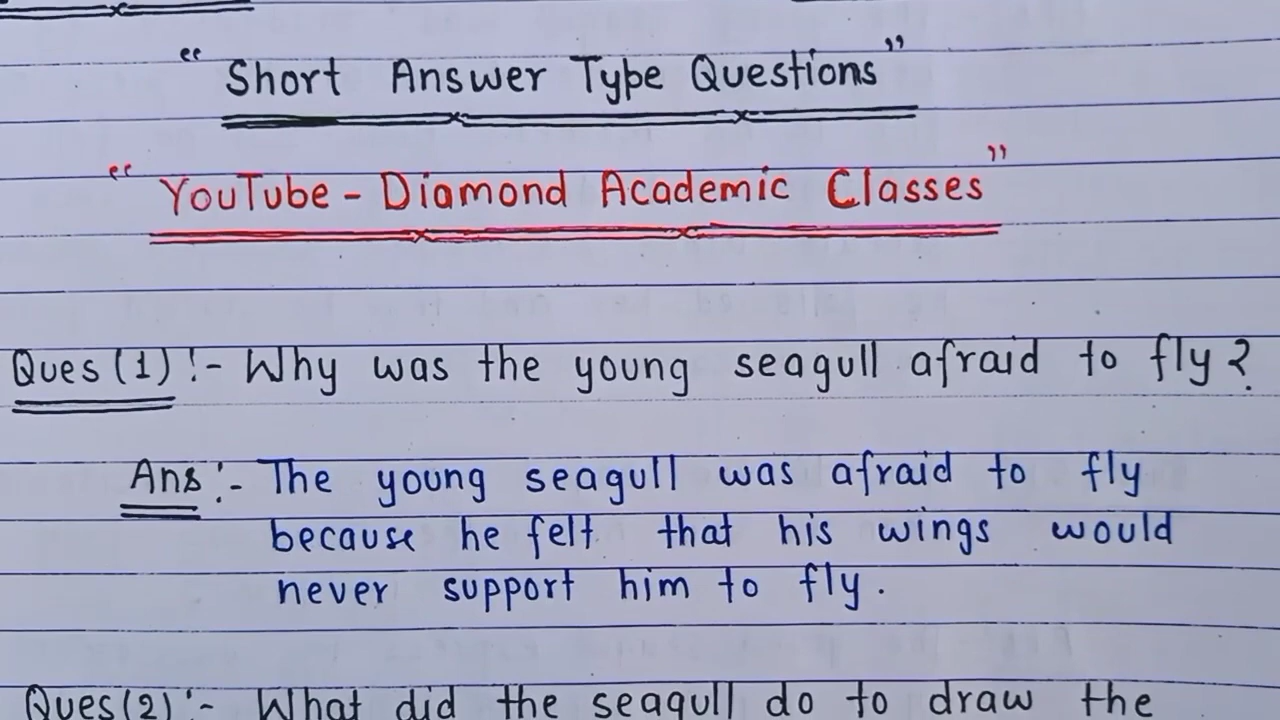 “ Short Answer Type Questions ”
“ YouTube - Diamond Academic Classes ”
Ques (1) :- Why was the young seagull afraid to fly?
Ans :- The young seagull was afraid to fly
because he felt that his wings would
never support him to fly.
Ques (2) :- What did the seagull do to draw the